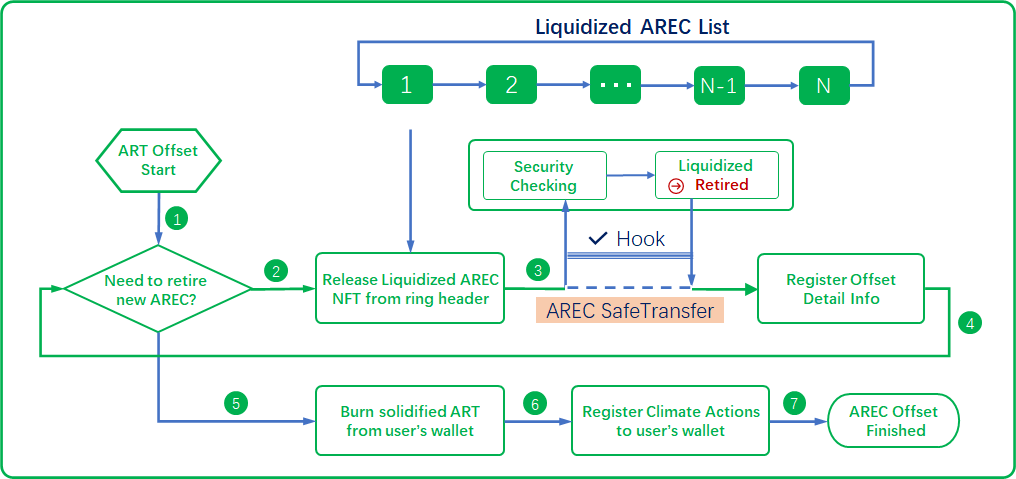 Liquidized AREC List
1
2
...
N-1
N
ART Offset
Start
Security
Checking
Liquidized
Retired
1
Hook
Need to retire
new AREC?
2
Release Liquidized AREC
NFT from ring header
3
AREC SafeTransfer
Register Offset
Detail Info
4
5
Burn solidified ART
from user's wallet
6
Register Climate Actions
to user's wallet
7
AREC Offset
Finished